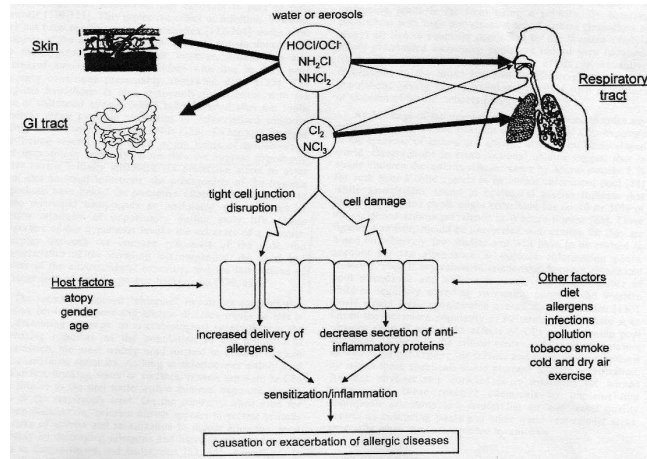 water or aerosols
Skin
HOCl/OCl⁻
NH₂Cl
NHCl₂
Respiratory
tract
GI tract
gases
Cl₂
NCl₃
tight cell junction
disruption
cell damage
Host factors
atopy
gender
age
Other factors
diet
allergens
infections
pollution
tobacco smoke
cold and dry air
exercise
increased delivery of
allergens
decrease secretion of anti-
inflammatory proteins
sensitization/inflammation
causation or exacerbation of allergic diseases